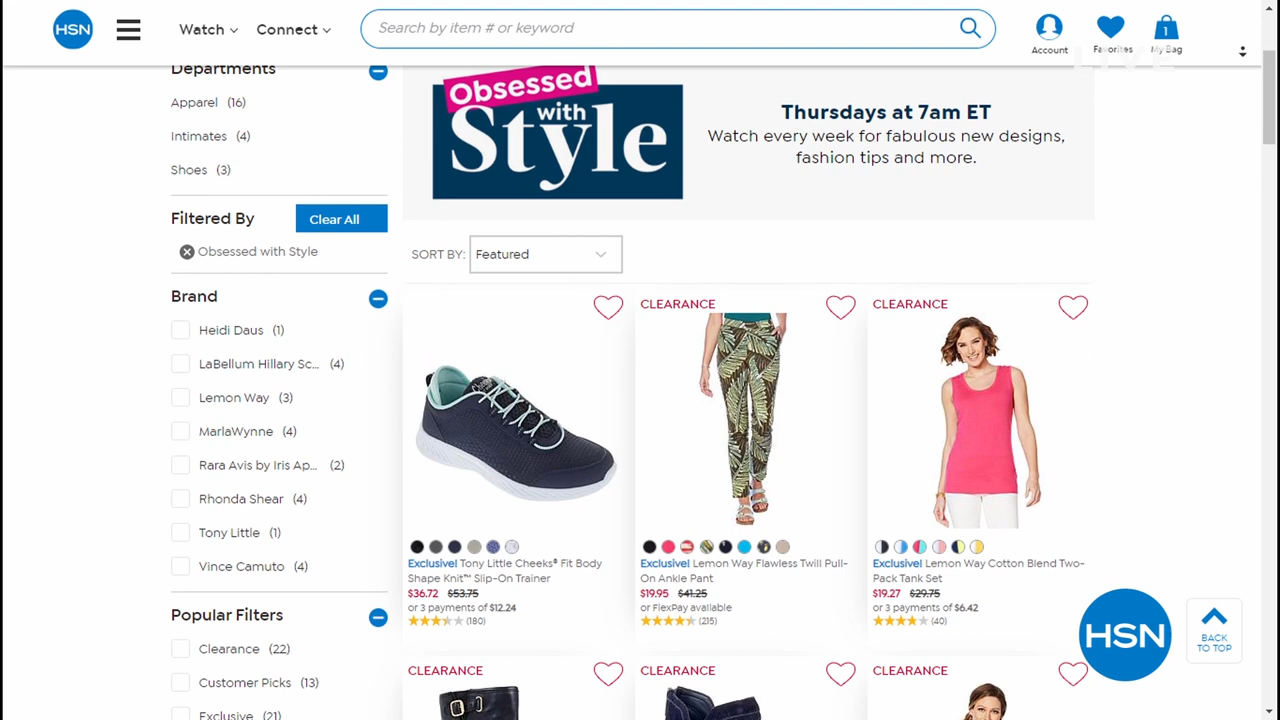 HSN
Watch
Connect
Search by item # or keyword
Account
Favorites
1
My Bag
LIVE
Departments
Apparel (16)
Intimates (4)
Shoes (3)
Filtered By
Clear All
Obsessed with Style
Brand
Heidi Daus (1)
LaBellum Hillary Sc... (4)
Lemon Way (3)
MarlaWynne (4)
Rara Avis by Iris Ap... (2)
Rhonda Shear (4)
Tony Little (1)
Vince Camuto (4)
Popular Filters
Clearance (22)
Customer Picks (13)
Exclusive (21)
Obsessed
with
Style
Thursdays at 7am ET
Watch every week for fabulous new designs,
fashion tips and more.
SORT BY: Featured
Exclusive! Tony Little Cheeks® Fit Body
Shape Knit™ Slip-On Trainer
$36.72 $53.75
or 3 payments of $12.24
(180)
CLEARANCE
Exclusive! Lemon Way Flawless Twill Pull-
On Ankle Pant
$19.95 $41.25
or FlexPay available
(215)
CLEARANCE
Exclusive! Lemon Way Cotton Blend Two-
Pack Tank Set
$19.27 $29.75
or 3 payments of $6.42
(40)
CLEARANCE
CLEARANCE
CLEARANCE
HSN
BACK
TO TOP